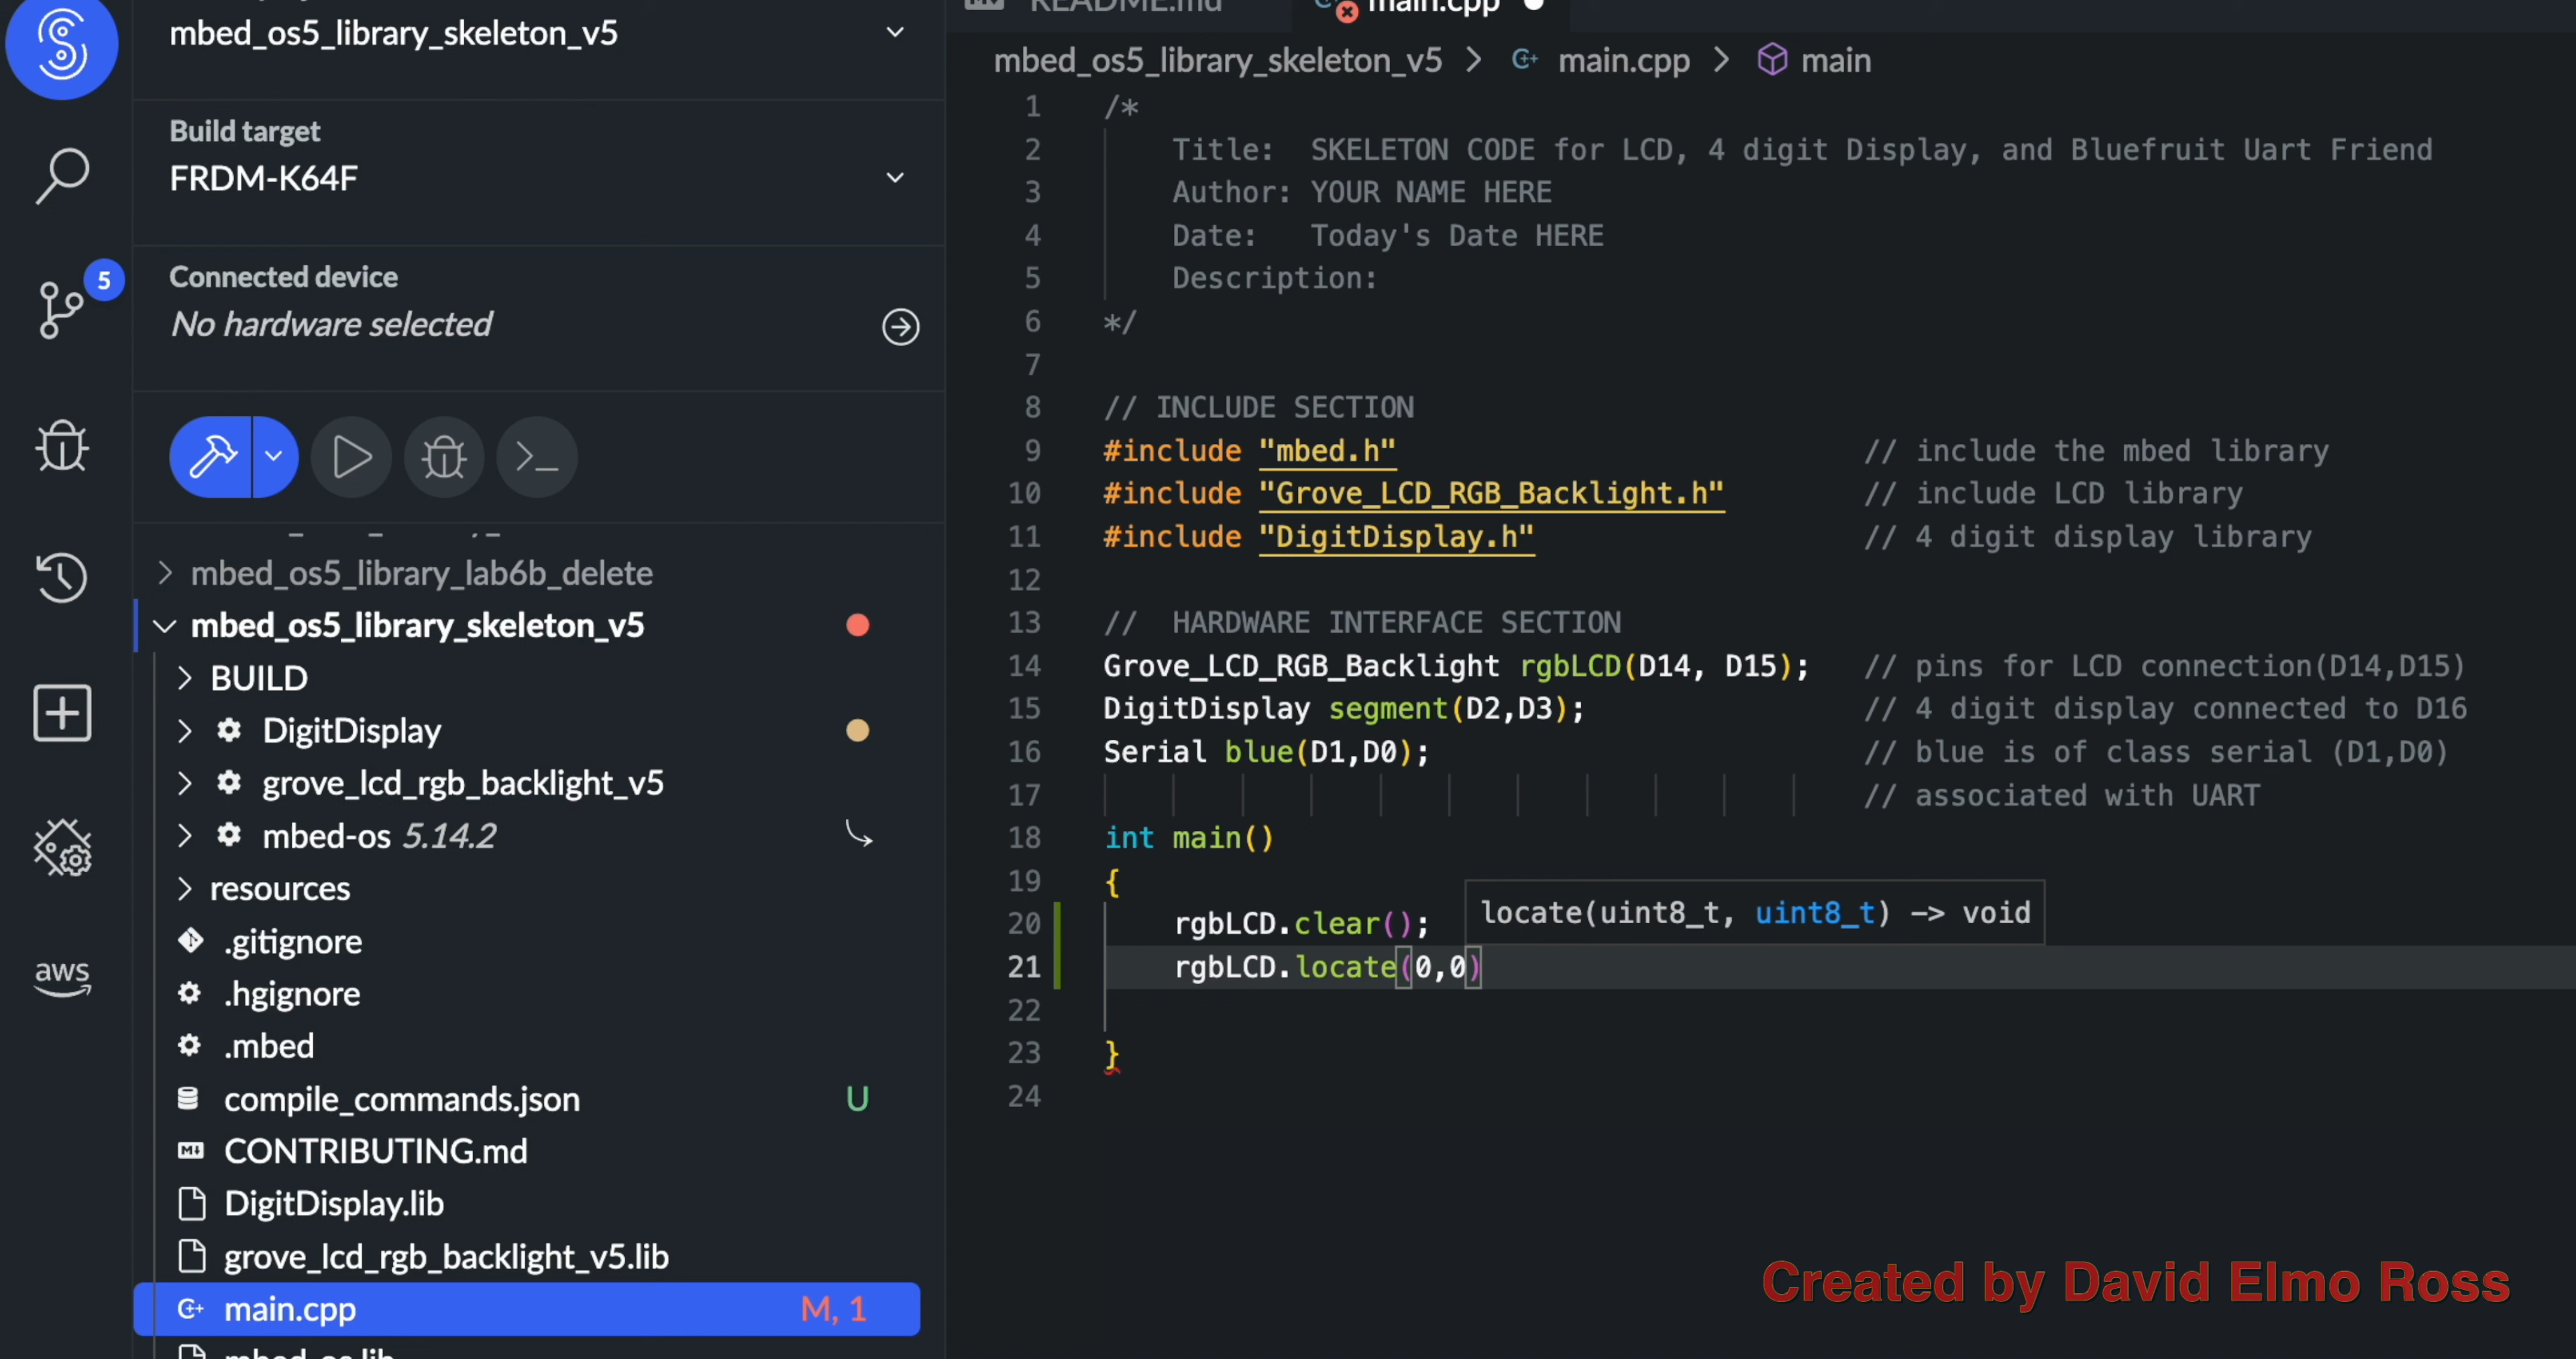 mbed_os5_library_skeleton_v5
Build target
FRDM-K64F
5
Connected device
No hardware selected
mbed_os5_library_lab6b_delete
mbed_os5_library_skeleton_v5
BUILD
DigitDisplay
grove_lcd_rgb_backlight_v5
mbed-os 5.14.2
resources
.gitignore
.hgignore
aws
.mbed
compile_commands.json U
CONTRIBUTING.md
DigitDisplay.lib
grove_lcd_rgb_backlight_v5.lib
main.cpp M, 1
mbed-os.lib
README.md main.cpp
mbed_os5_library_skeleton_v5 > main.cpp > main
1 /*
2 Title: SKELETON CODE for LCD, 4 digit Display, and Bluefruit Uart Friend
3 Author: YOUR NAME HERE
4 Date: Today's Date HERE
5 Description:
6 */
7
8 // INCLUDE SECTION
9 #include "mbed.h" // include the mbed library
10 #include "Grove_LCD_RGB_Backlight.h" // include LCD library
11 #include "DigitDisplay.h" // 4 digit display library
12
13 // HARDWARE INTERFACE SECTION
14 Grove_LCD_RGB_Backlight rgbLCD(D14, D15); // pins for LCD connection(D14,D15)
15 DigitDisplay segment(D2,D3); // 4 digit display connected to D16
16 Serial blue(D1,D0); // blue is of class serial (D1,D0)
17 // associated with UART
18 int main()
19 {
locate(uint8_t, uint8_t) -> void
20 rgbLCD.clear();
21 rgbLCD.locate(0,0)
22
23 }
24
Created by David Elmo Ross